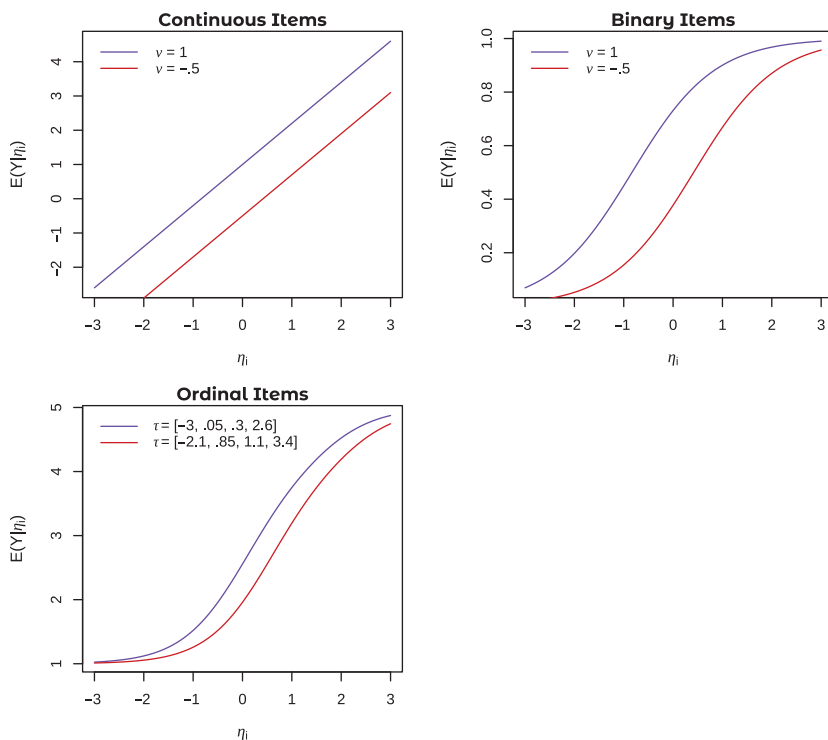 Continuous Items
ν = 1
ν = –.5
E(Y|ηi)
4
3
2
1
0
−1
−2
−3 −2 −1 0 1 2 3
ηi
Binary Items
ν = 1
ν = –.5
E(Y|ηi)
1.0
0.8
0.6
0.4
0.2
−3 −2 −1 0 1 2 3
ηi
Ordinal Items
τ = [–3, .05, .3, 2.6]
τ = [–2.1, .85, 1.1, 3.4]
E(Y|ηi)
5
4
3
2
1
−3 −2 −1 0 1 2 3
ηi